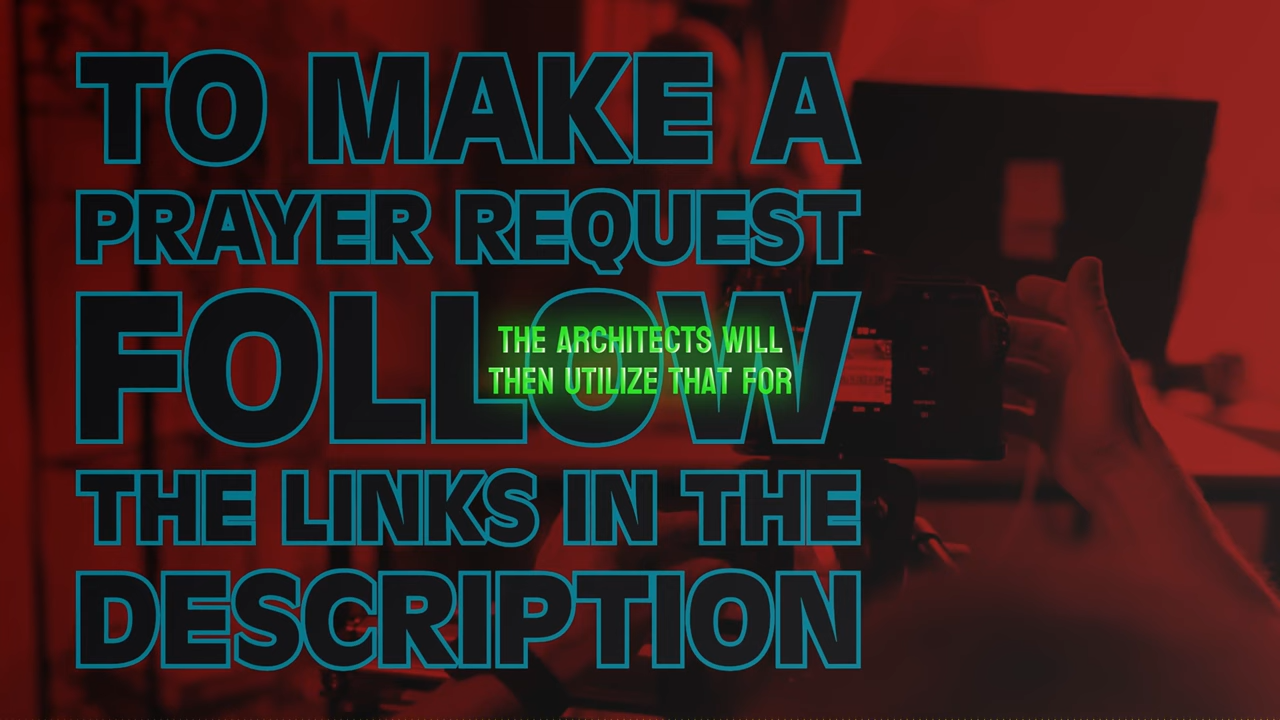 TO MAKE A
PRAYER REQUEST
FOLLOW
THE LINKS IN THE
DESCRIPTION
THE ARCHITECTS WILL
THEN UTILIZE THAT FOR